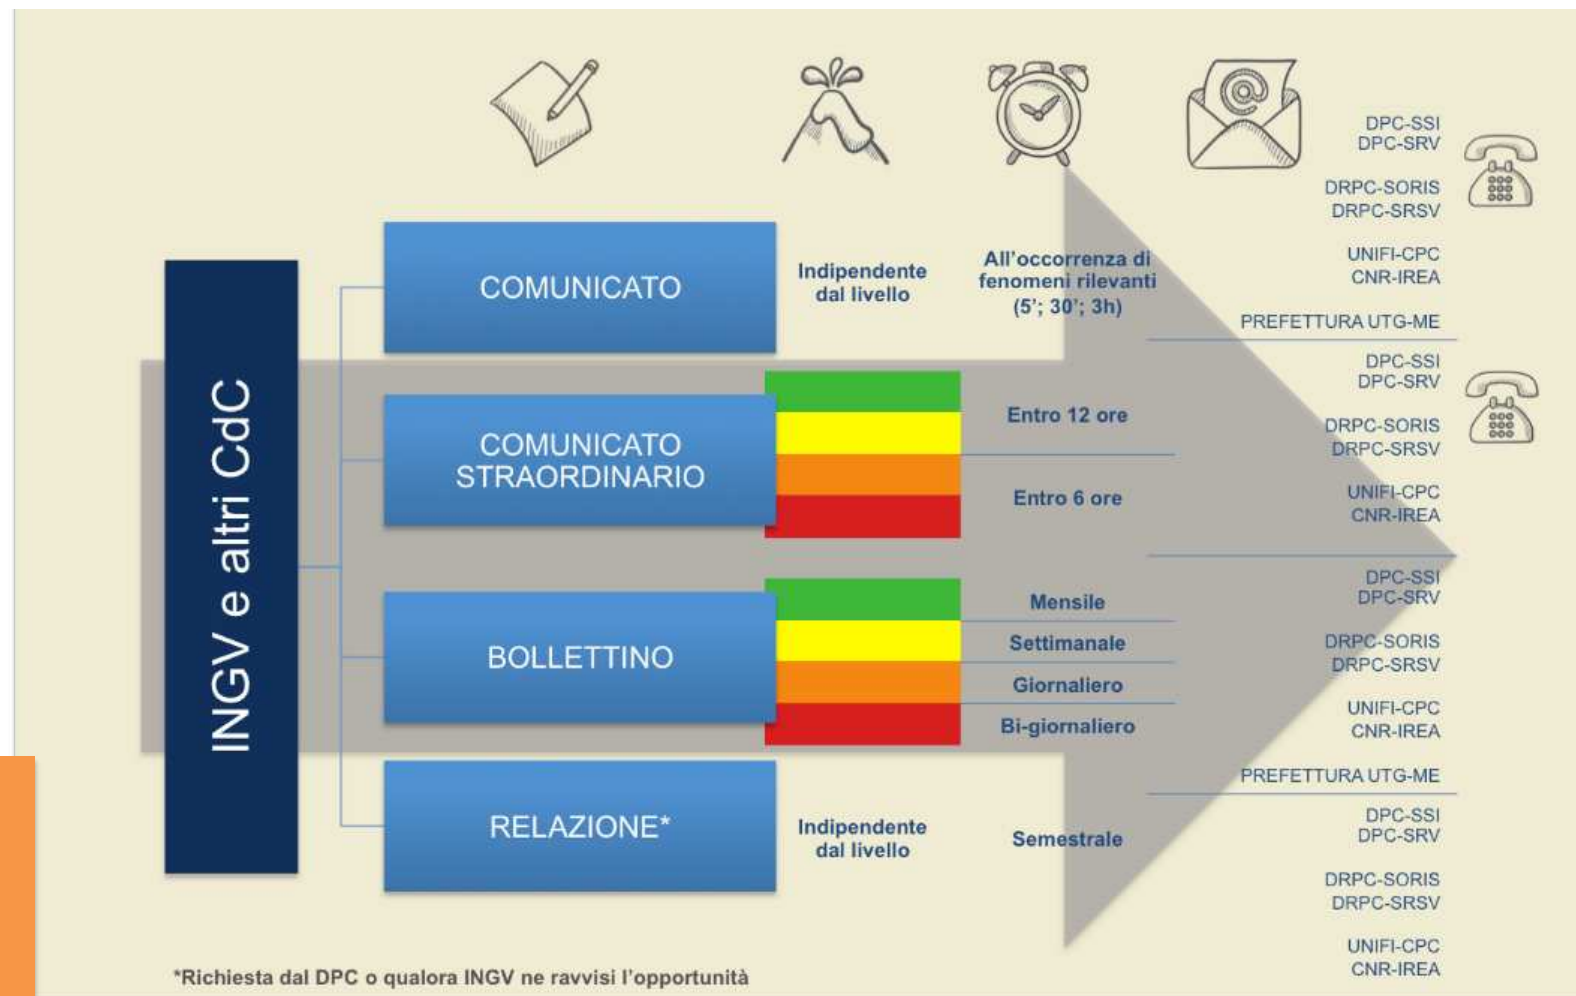 INGV e altri CdC
COMUNICATO
Indipendente
dal livello
All'occorrenza di
fenomeni rilevanti
(5'; 30'; 3h)
DPC-SSI
DPC-SRV
DRPC-SORIS
DRPC-SRSV
UNIFI-CPC
CNR-IREA
PREFETTURA UTG-ME
COMUNICATO
STRAORDINARIO
Entro 12 ore
Entro 6 ore
DPC-SSI
DPC-SRV
DRPC-SORIS
DRPC-SRSV
UNIFI-CPC
CNR-IREA
BOLLETTINO
Mensile
Settimanale
Giornaliero
Bi-giornaliero
DPC-SSI
DPC-SRV
DRPC-SORIS
DRPC-SRSV
UNIFI-CPC
CNR-IREA
PREFETTURA UTG-ME
RELAZIONE*
Indipendente
dal livello
Semestrale
DPC-SSI
DPC-SRV
DRPC-SORIS
DRPC-SRSV
UNIFI-CPC
CNR-IREA
*Richiesta dal DPC o qualora INGV ne ravvisi l'opportunità